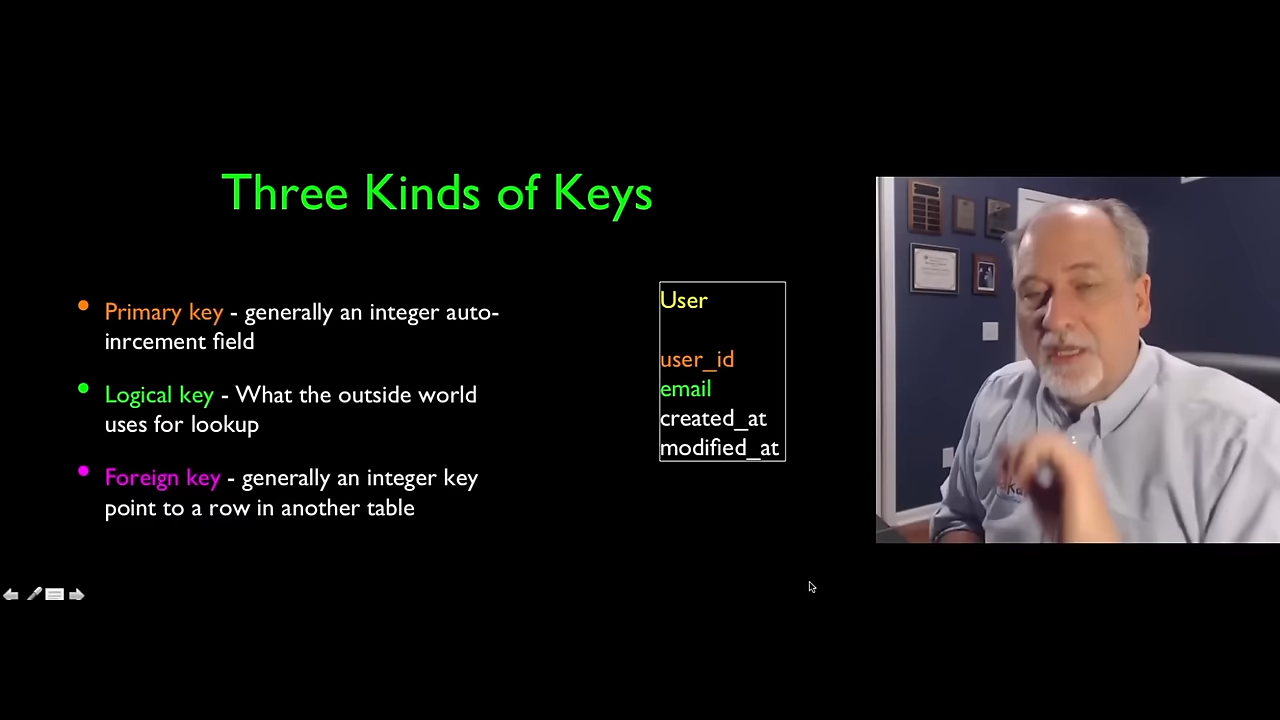 Three Kinds of Keys
Primary key - generally an integer auto-
inrcement field
Logical key - What the outside world
uses for lookup
Foreign key - generally an integer key
point to a row in another table
User
user_id
email
created_at
modified_at